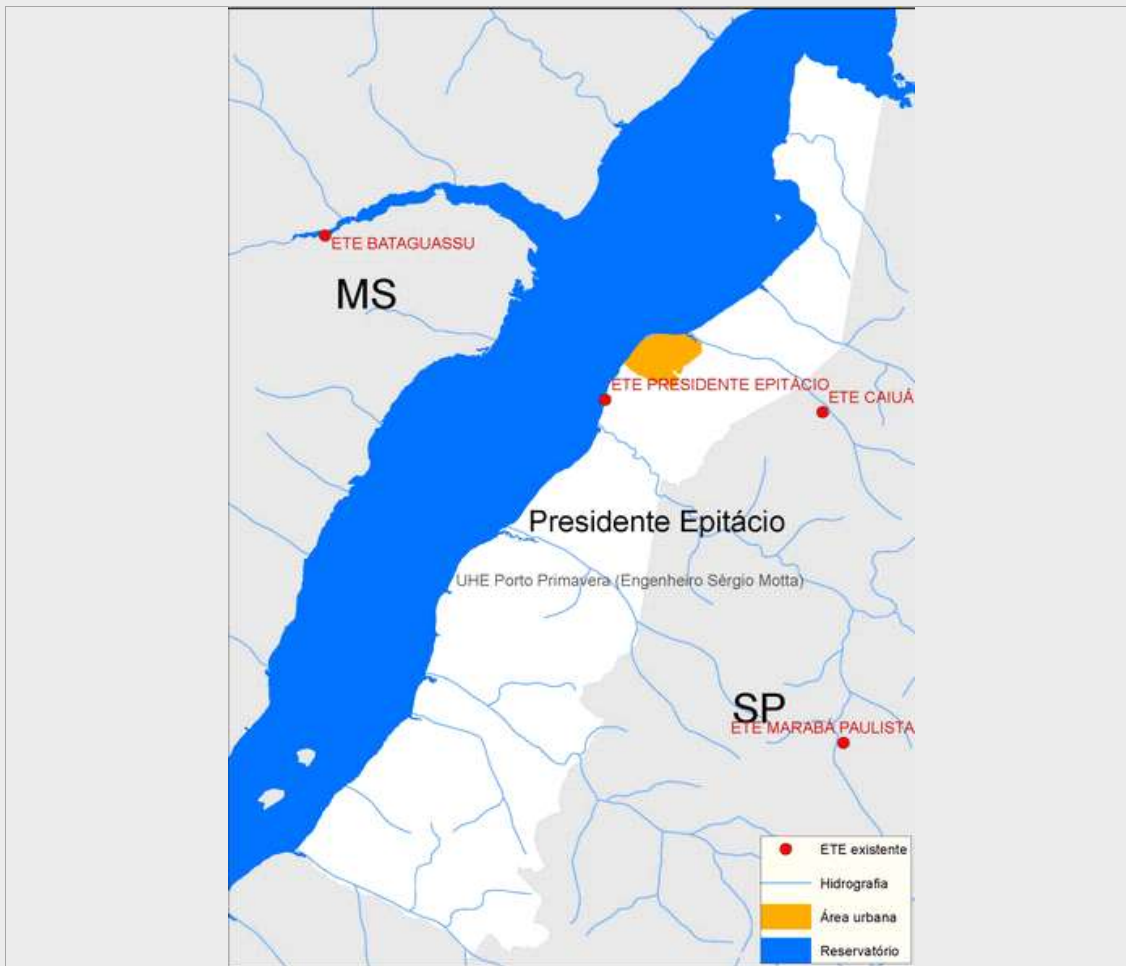 ETE BATAGUASSU
MS
ETE PRESIDENTE EPITÁCIO
ETE CAIUÁ
Presidente Epitácio
UHE Porto Primavera (Engenheiro Sérgio Motta)
SP
ETE MARABÁ PAULISTA
ETE existente
Hidrografia
Área urbana
Reservatório